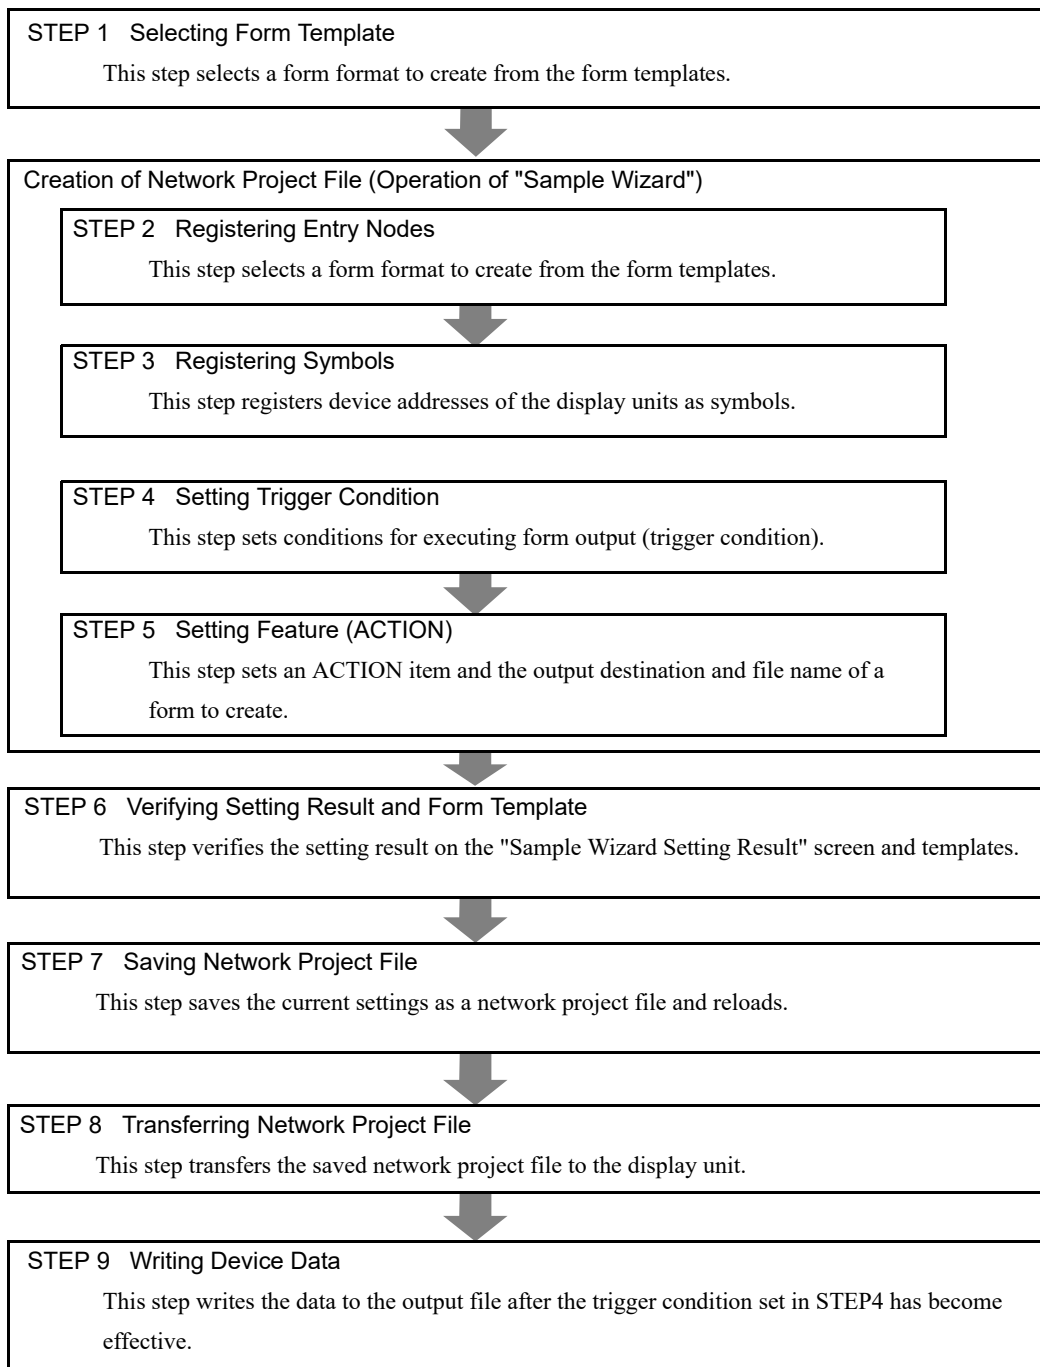 STEP 1 Selecting Form Template
This step selects a form format to create from the form templates.
Creation of Network Project File (Operation of "Sample Wizard")
STEP 2 Registering Entry Nodes
This step selects a form format to create from the form templates.
STEP 3 Registering Symbols
This step registers device addresses of the display units as symbols.
STEP 4 Setting Trigger Condition
This step sets conditions for executing form output (trigger condition).
STEP 5 Setting Feature (ACTION)
This step sets an ACTION item and the output destination and file name of a
form to create.
STEP 6 Verifying Setting Result and Form Template
This step verifies the setting result on the "Sample Wizard Setting Result" screen and templates.
STEP 7 Saving Network Project File
This step saves the current settings as a network project file and reloads.
STEP 8 Transferring Network Project File
This step transfers the saved network project file to the display unit.
STEP 9 Writing Device Data
This step writes the data to the output file after the trigger condition set in STEP4 has become
effective.